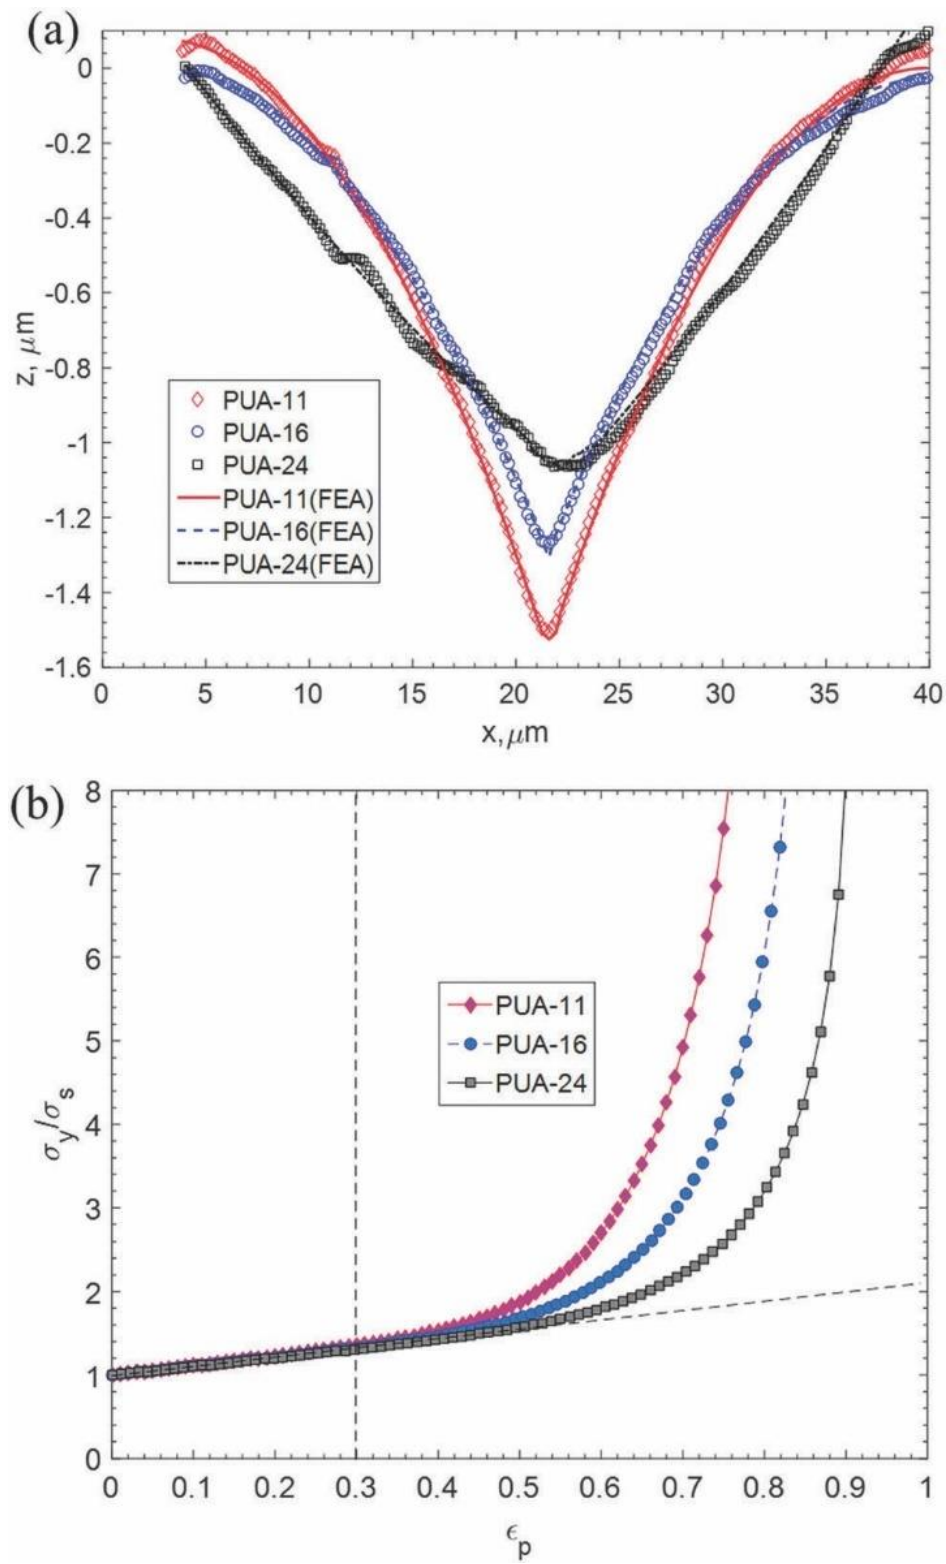 (a)
0
-0.2
-0.4
-0.6
-0.8
-1
-1.2
-1.4
-1.6
z, μm
PUA-11
PUA-16
PUA-24
PUA-11(FEA)
PUA-16(FEA)
PUA-24(FEA)
0 5 10 15 20 25 30 35 40
x, μm
(b)
8
7
6
5
4
3
2
1
0
σy/σs
PUA-11
PUA-16
PUA-24
0 0.1 0.2 0.3 0.4 0.5 0.6 0.7 0.8 0.9 1
ϵp